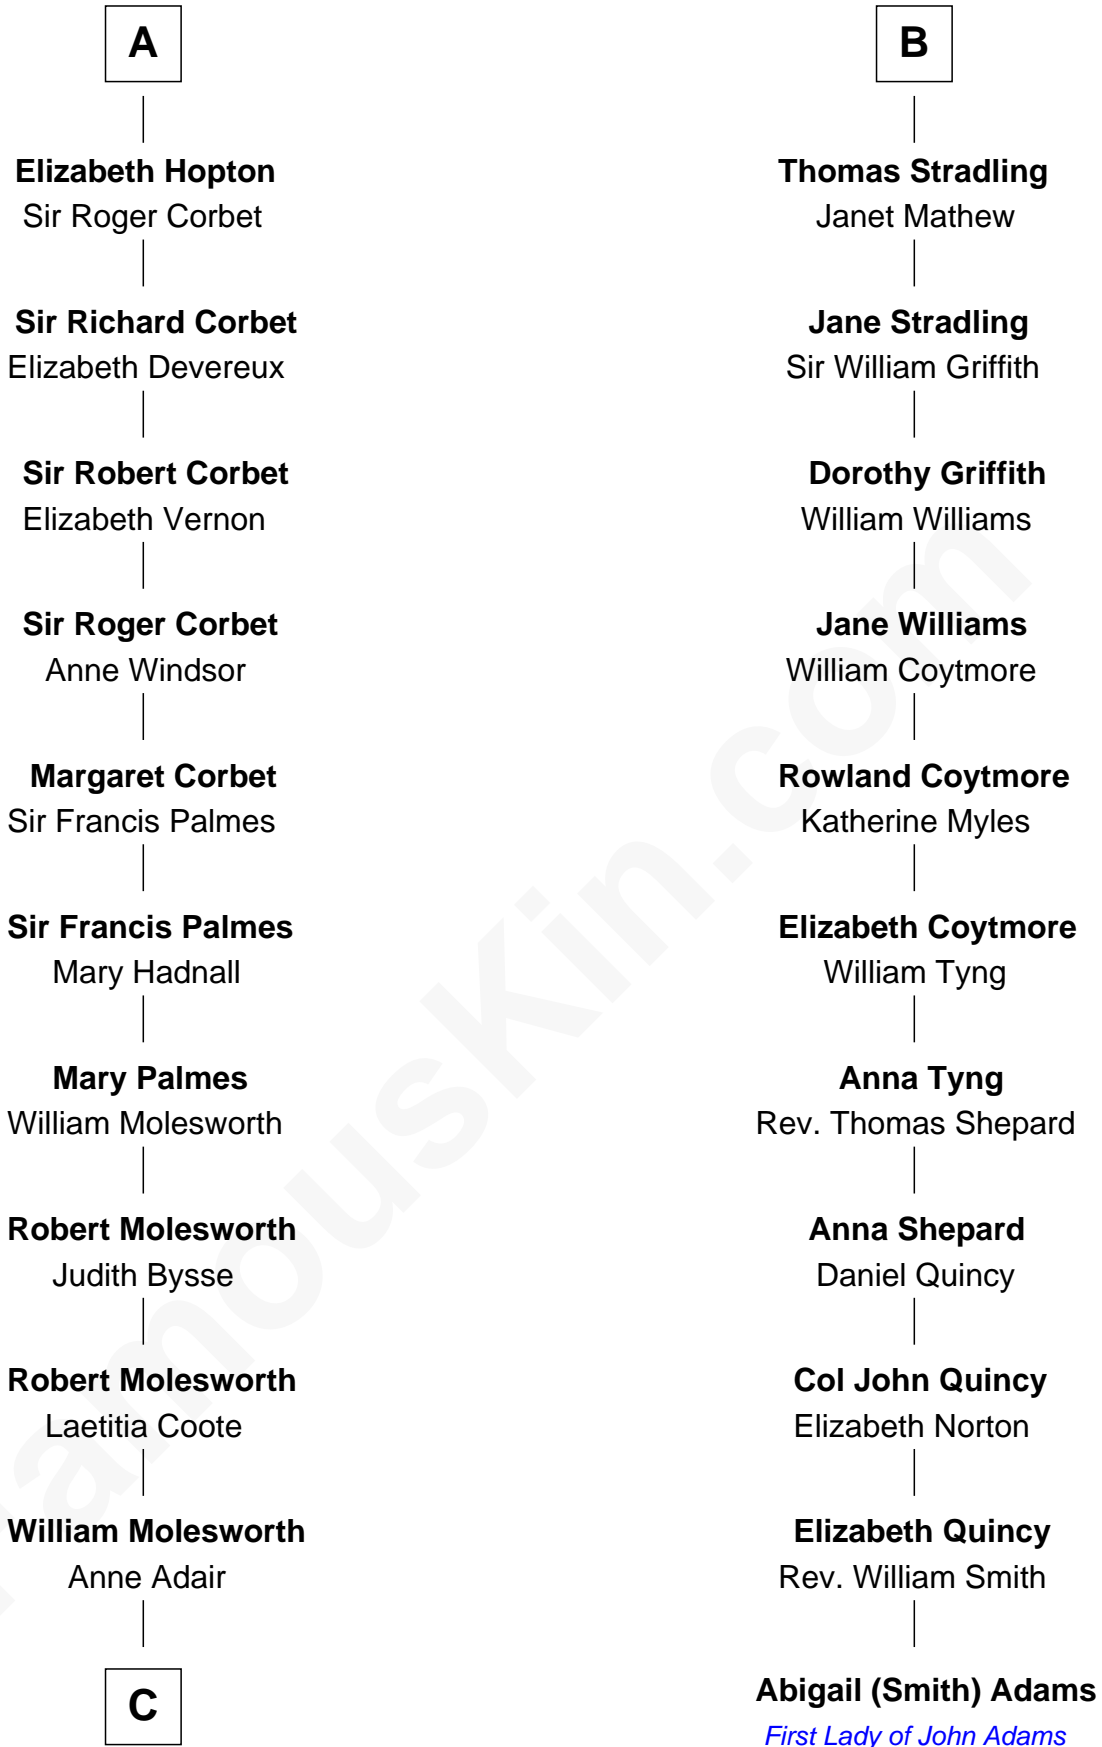 A
Elizabeth Hopton
Sir Roger Corbet
Sir Richard Corbet
Elizabeth Devereux
Sir Robert Corbet
Elizabeth Vernon
Sir Roger Corbet
Anne Windsor
Margaret Corbet
Sir Francis Palmes
Sir Francis Palmes
Mary Hadnall
Mary Palmes
William Molesworth
Robert Molesworth
Judith Bysse
Robert Molesworth
Laetitia Coote
William Molesworth
Anne Adair
C
B
Thomas Stradling
Janet Mathew
Jane Stradling
Sir William Griffith
Dorothy Griffith
William Williams
Jane Williams
William Coytmore
Rowland Coytmore
Katherine Myles
Elizabeth Coytmore
William Tyng
Anna Tyng
Rev. Thomas Shepard
Anna Shepard
Daniel Quincy
Col John Quincy
Elizabeth Norton
Elizabeth Quincy
Rev. William Smith
Abigail (Smith) Adams
First Lady of John Adams
FamousKin.com